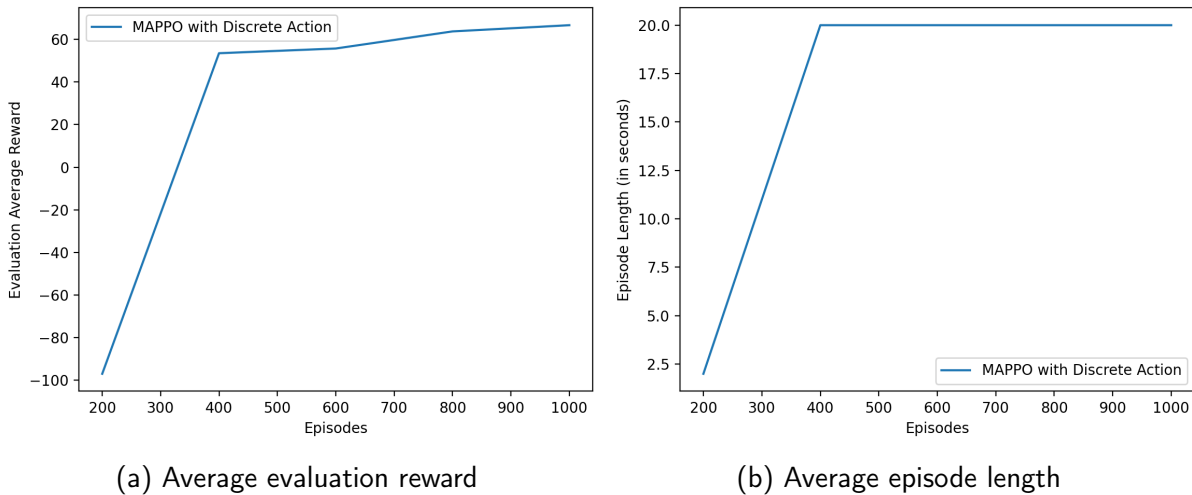 MAPPO with Discrete Action
60
40
20
0
−20
−40
−60
−80
−100
Evaluation Average Reward
200 300 400 500 600 700 800 900 1000
Episodes
(a) Average evaluation reward
20.0
17.5
15.0
12.5
10.0
7.5
5.0
2.5
Episode Length (in seconds)
MAPPO with Discrete Action
200 300 400 500 600 700 800 900 1000
Episodes
(b) Average episode length